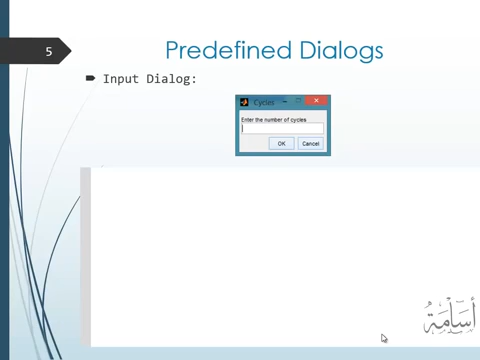 5
Predefined Dialogs
Input Dialog:
Cycles
Enter the number of cycles
OK
Cancel
أسامة